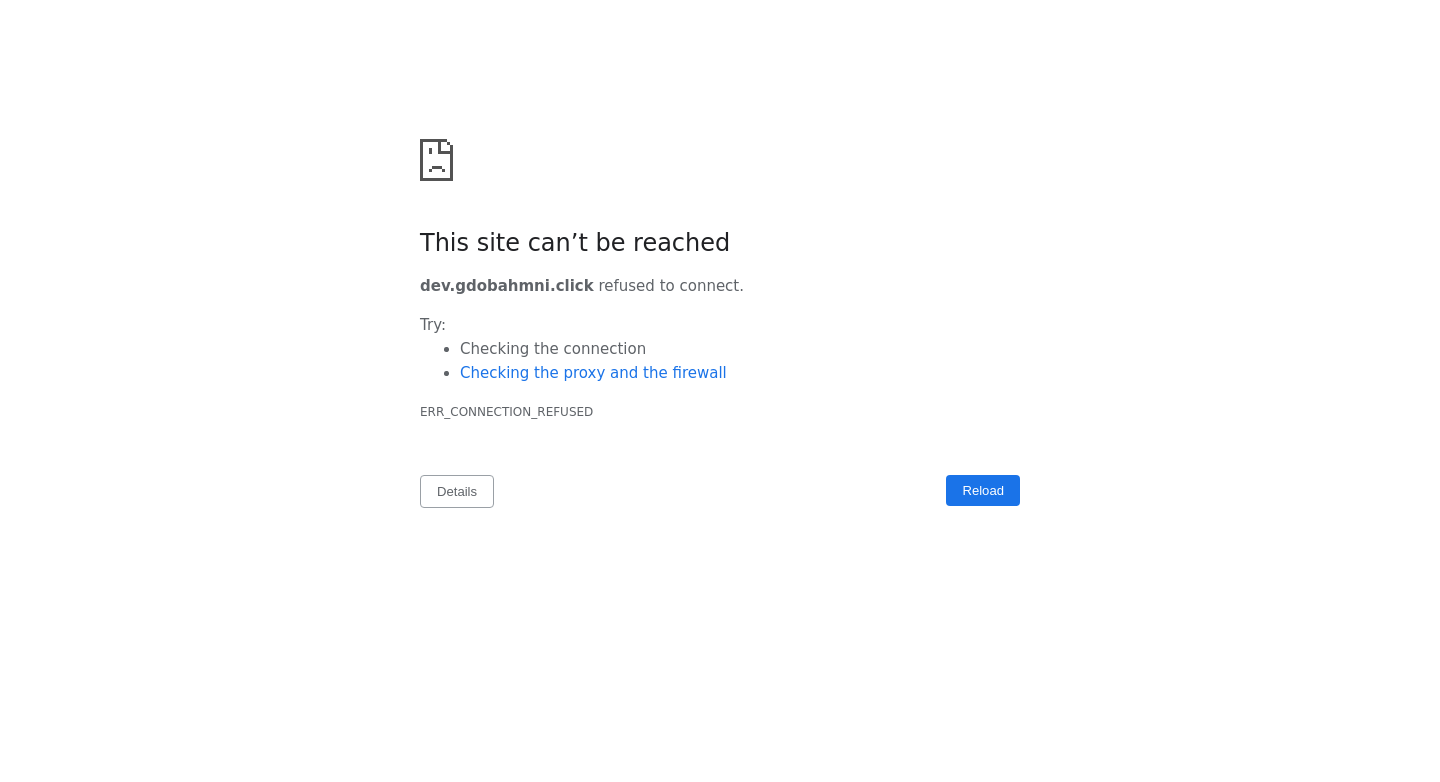 This site can’t be reached
dev.gdobahmni.click refused to connect.
Try:
Checking the connection
Checking the proxy and the firewall
ERR_CONNECTION_REFUSED
Details
Reload